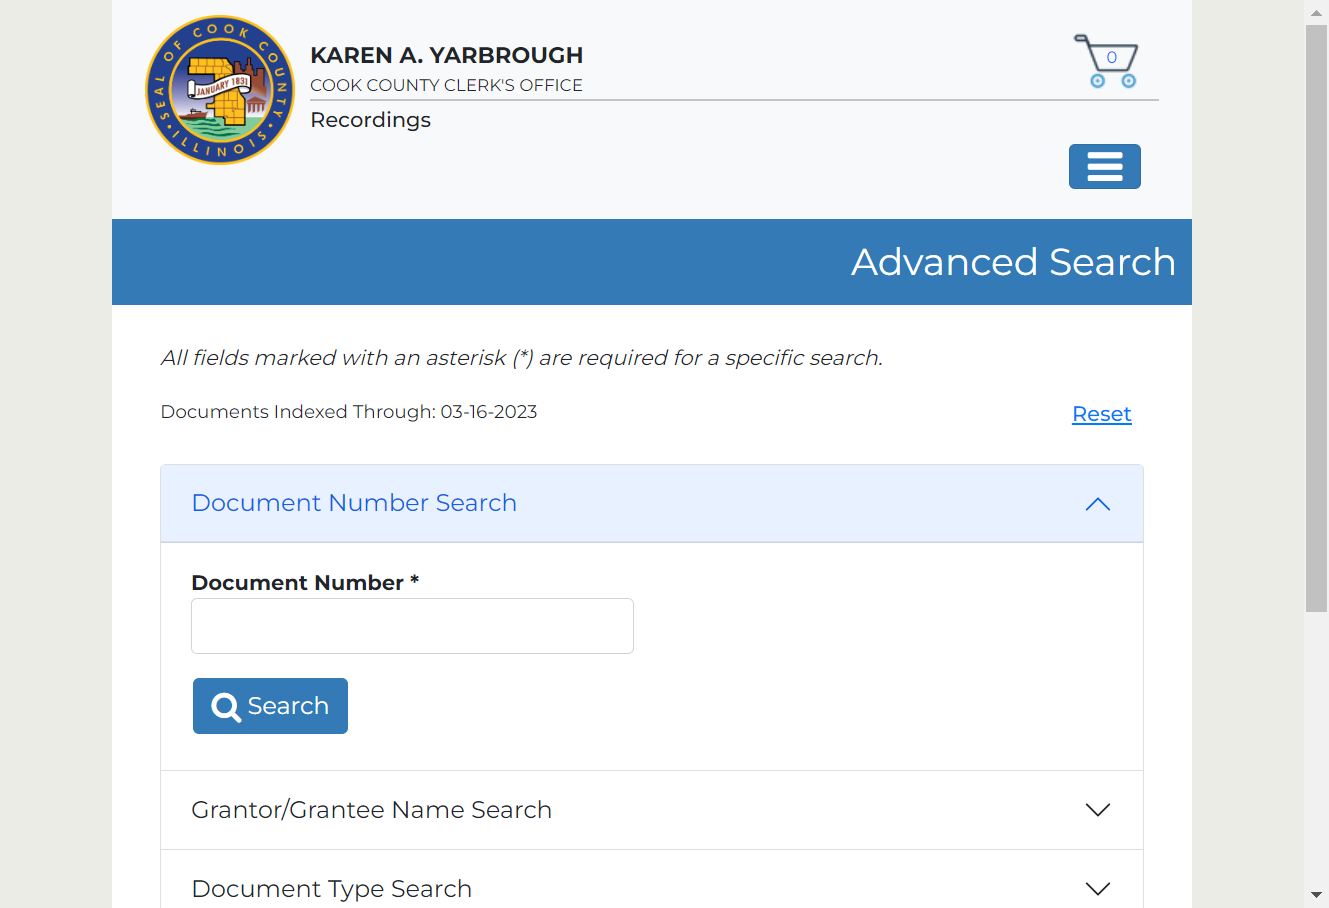 SEAL OF COOK COUNTY
ILLINOIS
JANUARY 1831
KAREN A. YARBROUGH
0
COOK COUNTY CLERK'S OFFICE
Recordings
Advanced Search
All fields marked with an asterisk (*) are required for a specific search.
Documents Indexed Through: 03-16-2023
Reset
Document Number Search
Document Number *
Search
Grantor/Grantee Name Search
Document Type Search